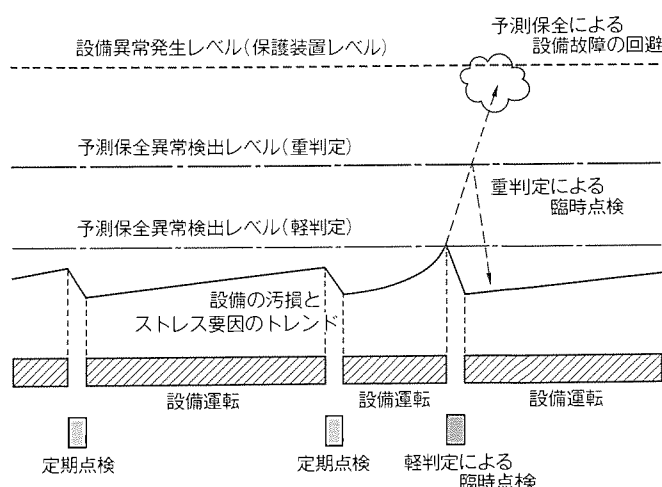 予測保全による
設備故障の回避
設備異常発生レベル(保護装置レベル)
予測保全異常検出レベル(重判定)
重判定による
臨時点検
予測保全異常検出レベル(軽判定)
設備の汚損と
ストレス要因のトレンド
設備運転
設備運転
設備運転
定期点検
定期点検
軽判定による
臨時点検